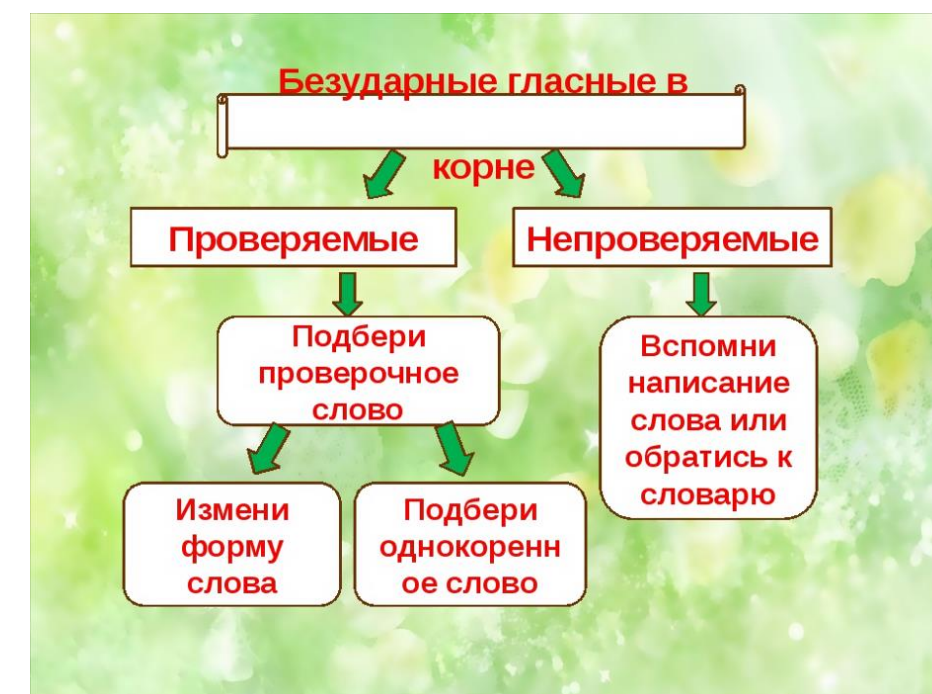 Безударные гласные в
корне
Проверяемые
Непроверяемые
Подбери
проверочное
слово
Вспомни
написание
слова или
обратись к
словарю
Измени
форму
слова
Подбери
однокоренн
ое слово